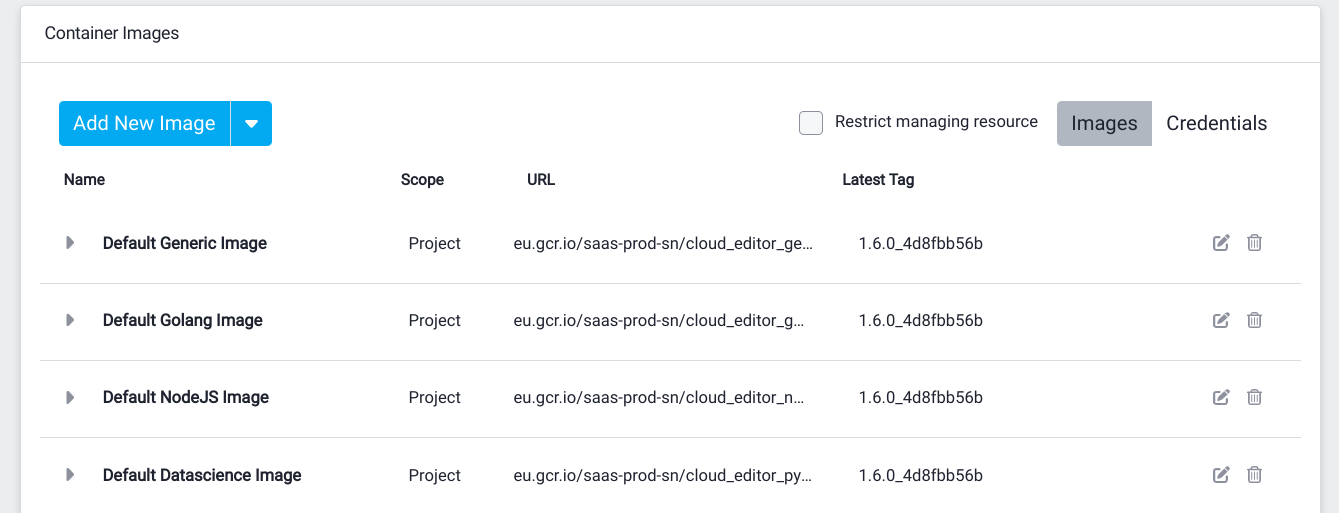 Container Images
Add New Image
Restrict managing resource
Images
Credentials
Name Scope URL Latest Tag
Default Generic Image Project eu.gcr.io/saas-prod-sn/cloud_editor_ge... 1.6.0_4d8fbb56b
Default Golang Image Project eu.gcr.io/saas-prod-sn/cloud_editor_g... 1.6.0_4d8fbb56b
Default NodeJS Image Project eu.gcr.io/saas-prod-sn/cloud_editor_n... 1.6.0_4d8fbb56b
Default Datascience Image Project eu.gcr.io/saas-prod-sn/cloud_editor_py... 1.6.0_4d8fbb56b